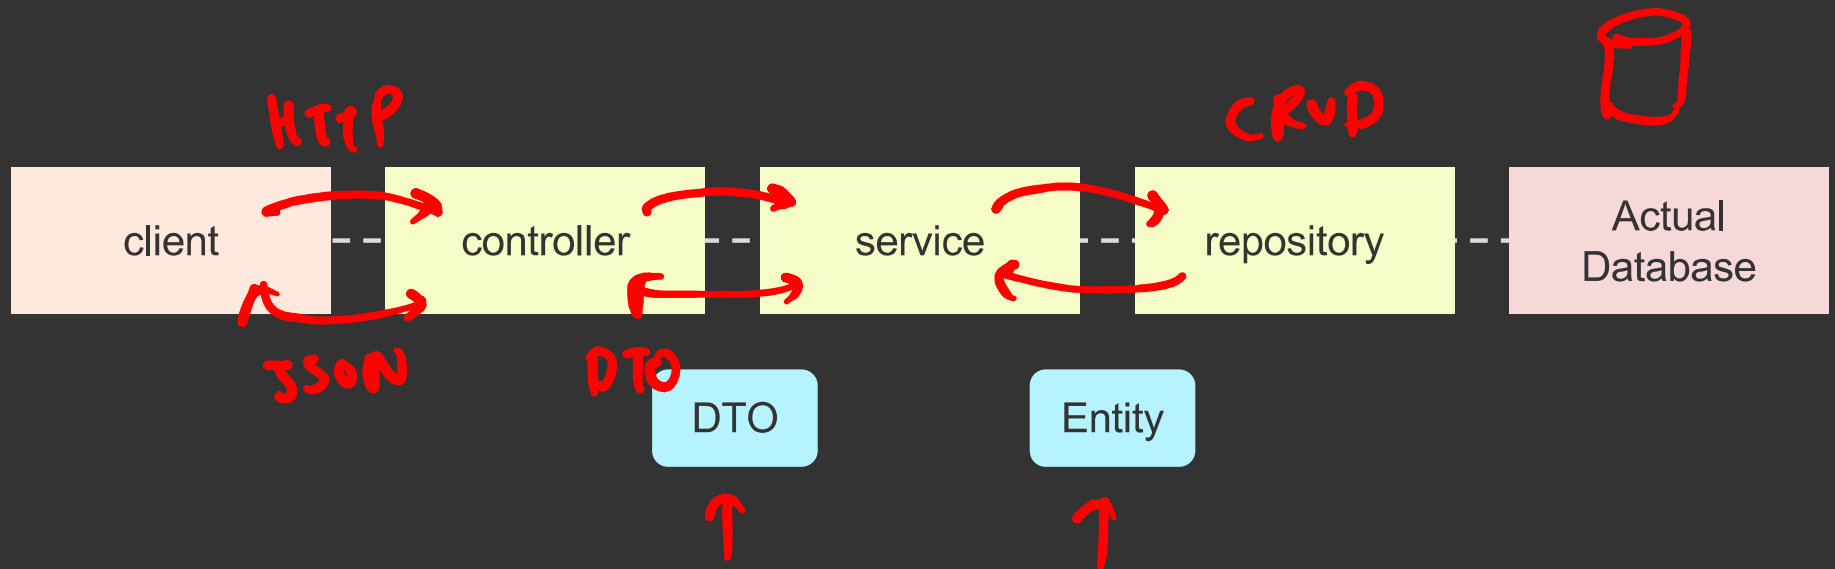 HTTP
CRUD
client
controller
service
repository
Actual
Database
JSON
DTO
DTO
Entity